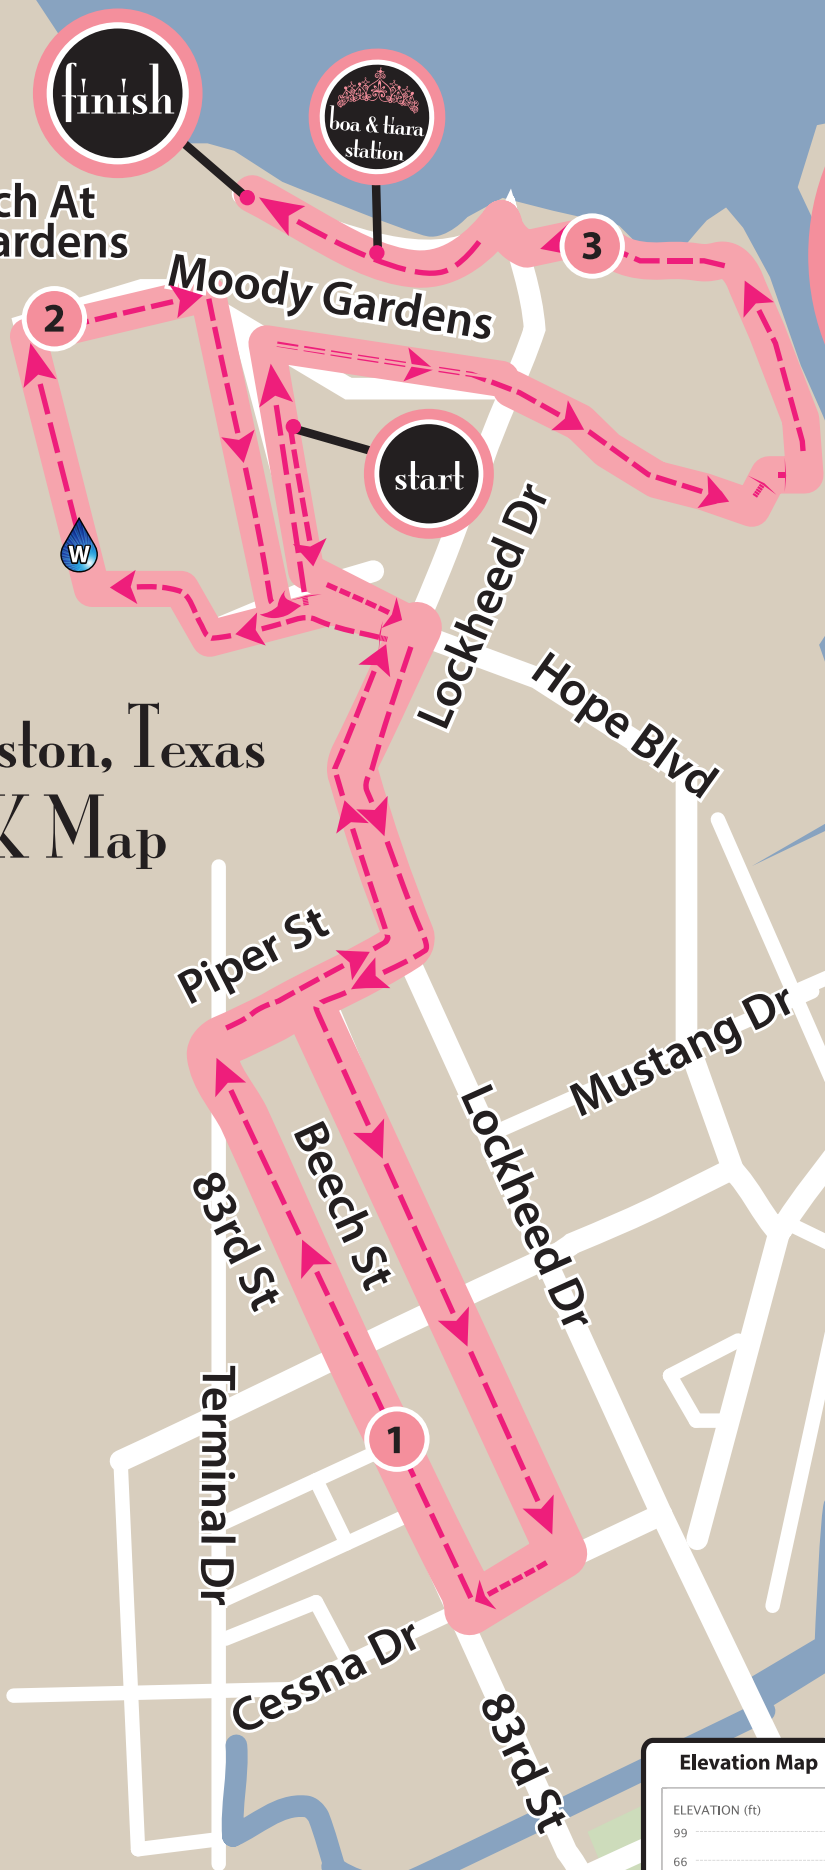 finish
boa & tiara
station
ch At
ardens
3
Moody Gardens
2
start
Lockheed Dr
W
Hope Blvd
ston, Texas
K Map
Piper St
Mustang Dr
Lockheed Dr
Beech St
83rd St
Terminal Dr
1
Cessna Dr
83rd St
Elevation Map
ELEVATION (ft)
99
66